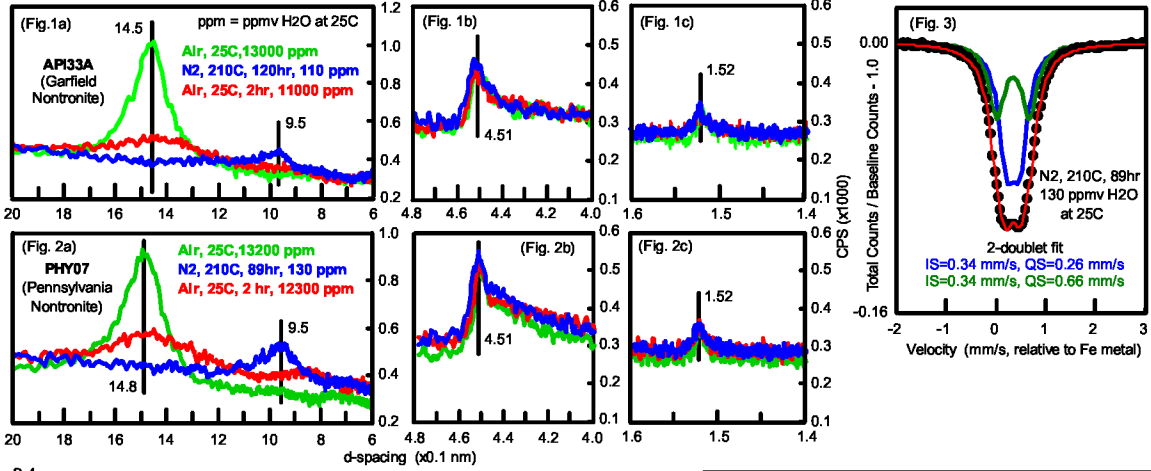 (Fig.1a)
ppm = ppmv H2O at 25C
14.5
API33A
(Garfield
Nontronite)
Air, 25C,13000 ppm
N2, 210C, 120hr, 110 ppm
Air, 25C, 2hr, 11000 ppm
9.5
1.2
1.0
0.8
0.6
0.4
0.2
20
18
16
14
12
10
8
6
(Fig. 1b)
4.51
0.6
0.5
0.4
0.3
0.2
0.1
4.8
4.6
4.4
4.2
4.0
(Fig. 1c)
1.52
0.6
0.5
0.4
0.3
0.2
0.1
1.6
1.5
1.4
(Fig. 2a)
PHY07
(Pennsylvania
Nontronite)
Air, 25C,13200 ppm
N2, 210C, 89hr, 130 ppm
Air, 25C, 2 hr, 12300 ppm
14.8
9.5
1.0
0.8
0.6
0.4
0.2
20
18
16
14
12
10
8
6
(Fig. 2b)
4.51
0.6
0.5
0.4
0.3
0.2
0.1
4.8
4.6
4.4
4.2
4.0
(Fig. 2c)
1.52
0.6
0.5
0.4
0.3
0.2
0.1
1.6
1.5
1.4
d-spacing (x0.1 nm)
CPS (x1000)
(Fig. 3)
0.00
-0.16
Total Counts / Baseline Counts - 1.0
N2, 210C, 89hr
130 ppmv H2O
at 25C
2-doublet fit
IS=0.34 mm/s, QS=0.26 mm/s
IS=0.34 mm/s, QS=0.66 mm/s
-2
-1
0
1
2
3
Velocity (mm/s, relative to Fe metal)